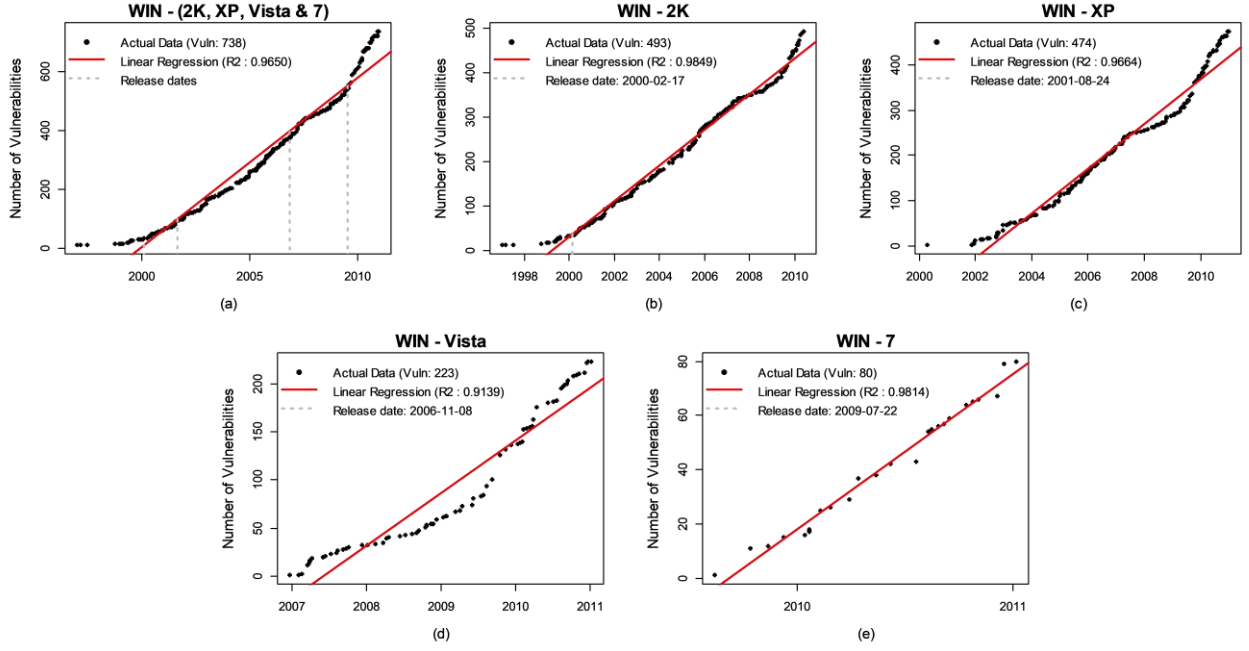 WIN - (2K, XP, Vista & 7)
Actual Data (Vuln: 738)
Linear Regression (R2 : 0.9650)
Release dates
Number of Vulnerabilities
0
200
400
600
2000
2005
2010
(a)
WIN - 2K
Actual Data (Vuln: 493)
Linear Regression (R2 : 0.9849)
Release date: 2000-02-17
Number of Vulnerabilities
0
100
200
300
400
500
1998
2000
2002
2004
2006
2008
2010
(b)
WIN - XP
Actual Data (Vuln: 474)
Linear Regression (R2 : 0.9664)
Release date: 2001-08-24
Number of Vulnerabilities
0
100
200
300
400
2000
2002
2004
2006
2008
2010
(c)
WIN - Vista
Actual Data (Vuln: 223)
Linear Regression (R2 : 0.9139)
Release date: 2006-11-08
Number of Vulnerabilities
0
50
100
150
200
2007
2008
2009
2010
2011
(d)
WIN - 7
Actual Data (Vuln: 80)
Linear Regression (R2 : 0.9814)
Release date: 2009-07-22
Number of Vulnerabilities
0
20
40
60
80
2010
2011
(e)